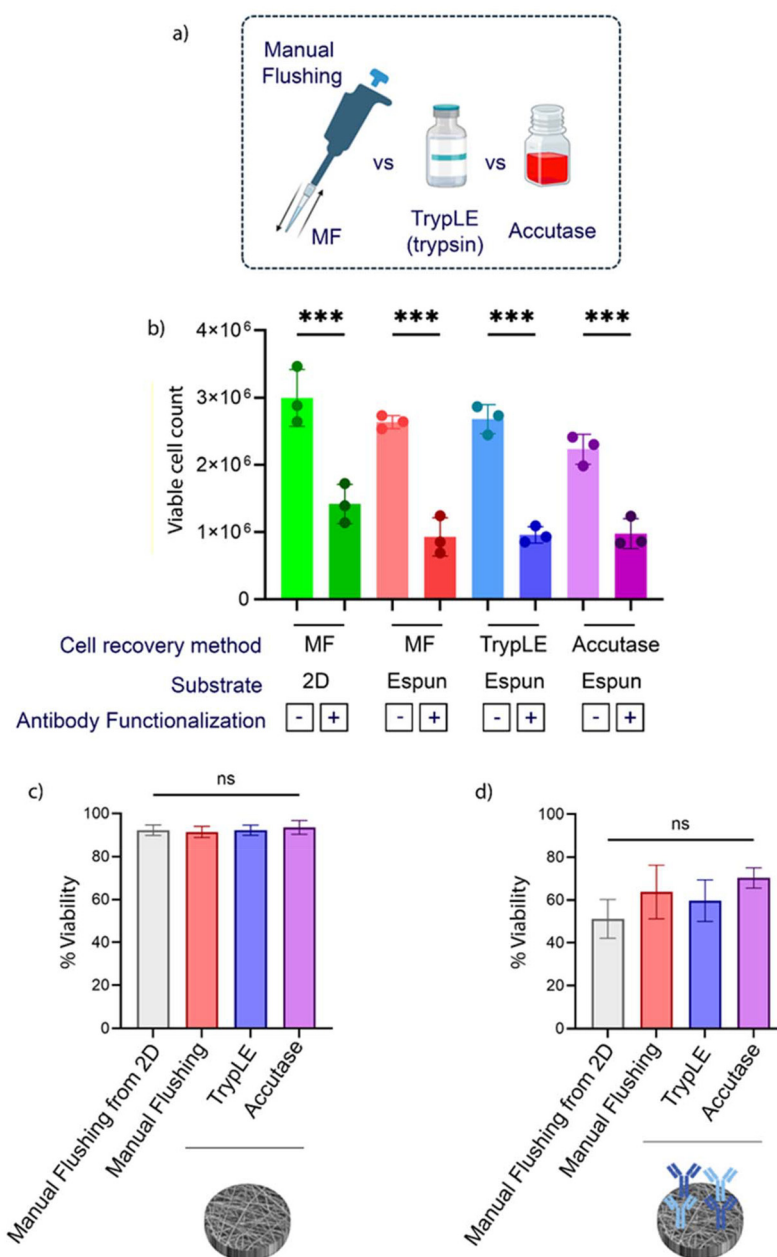 a)
Manual
Flushing
MF
vs
TrypLE
(trypsin)
vs
Accutase
b)
*** *** *** ***
Viable cell count
4×10⁶
3×10⁶
2×10⁶
1×10⁶
0
Cell recovery method MF MF TrypLE Accutase
Substrate 2D Espun Espun Espun
Antibody Functionalization - + - + - + - +
c)
ns
% Viability
100
80
60
40
20
0
Manual Flushing from 2D
Manual Flushing
TrypLE
Accutase
d)
ns
% Viability
100
80
60
40
20
0
Manual Flushing from 2D
Manual Flushing
TrypLE
Accutase